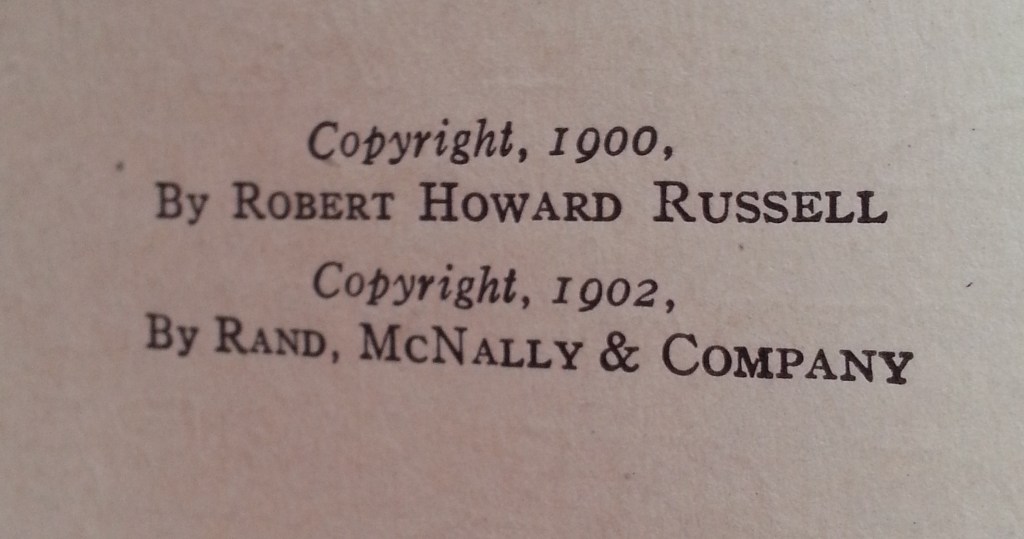 Copyright, 1900,
By Robert Howard Russell
Copyright, 1902,
By Rand, McNally & Company